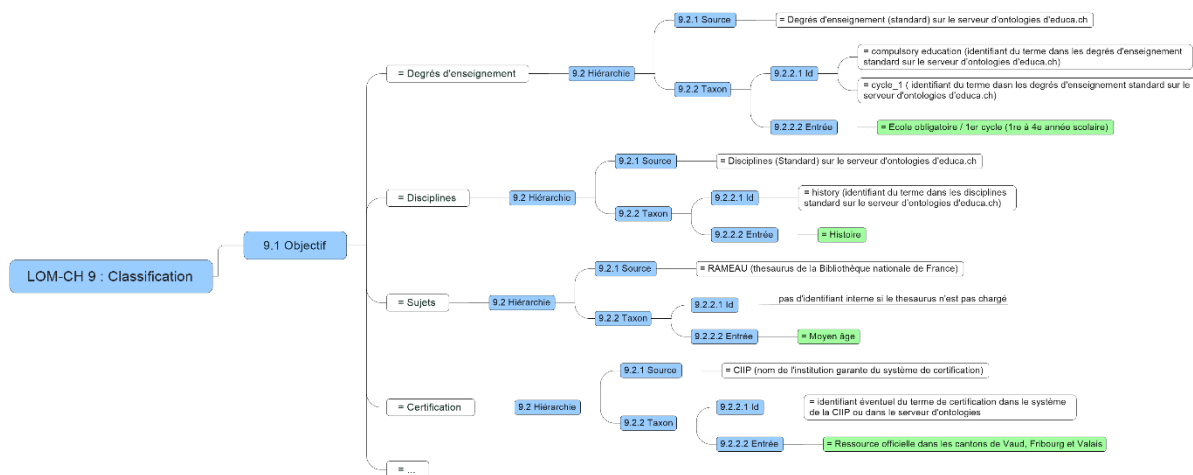 LOM-CH 9 : Classification
9.1 Objectif
= Degrés d'enseignement
9.2 Hiérarchie
9.2.1 Source
= Degrés d'enseignement (standard) sur le serveur d'ontologies d'educa.ch
9.2.2 Taxon
9.2.2.1 Id
= compulsory education (identifiant du terme dans les degrés d'enseignement
standard sur le serveur d'ontologies d'educa.ch)
= cycle_1 ( identifiant du terme dasn les degrés d'enseignement standard sur le
serveur d'ontologies d'educa.ch)
9.2.2.2 Entrée
= Ecole obligatoire / 1er cycle (1re à 4e année scolaire)
= Disciplines
9.2 Hiérarchie
9.2.1 Source
= Disciplines (Standard) sur le serveur d'ontologies d'educa.ch
9.2.2 Taxon
9.2.2.1 Id
= history (identifiant du terme dans les disciplines
standard sur le serveur d'ontologies d'educa.ch)
9.2.2.2 Entrée
= Histoire
= Sujets
9.2 Hiérarchie
9.2.1 Source
= RAMEAU (thesaurus de la Bibliothèque nationale de France)
9.2.2 Taxon
9.2.2.1 Id
pas d'identifiant interne si le thesaurus n'est pas chargé
9.2.2.2 Entrée
= Moyen âge
= Certification
9.2 Hiérarchie
9.2.1 Source
= CIIP (nom de l'institution garante du système de certification)
9.2.2 Taxon
9.2.2.1 Id
= identifiant éventuel du terme de certification dans le système
de la CIIP ou dans le serveur d'ontologies
9.2.2.2 Entrée
= Ressource officielle dans les cantons de Vaud, Fribourg et Valais
= ...